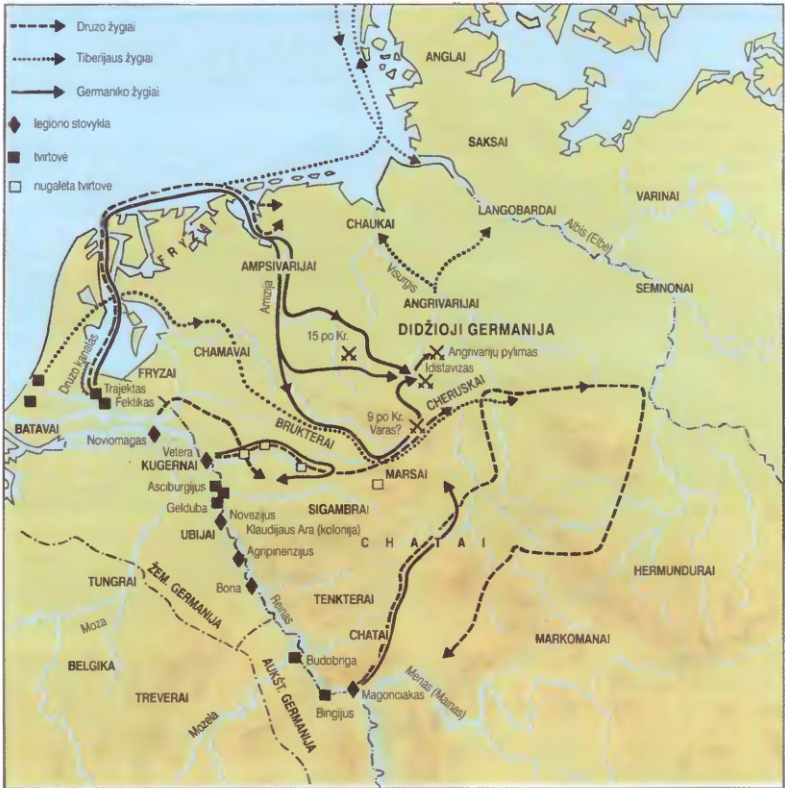 Druzo žygiai
Tiberijaus žygiai
Germaniko žygiai
legiono stovykla
tvirtovė
nugalėta tvirtovė
ANGLAI
SAKSAI
VARINAI
CHAUKAI
LANGOBARDAI
Albis (Elbe)
SEMNONAI
FRYZAI
AMPSIVARIJAI
Amizija
Visurgis
ANGRIVARIJAI
DIDŽIOJI GERMANIJA
15 po Kr.
Angrivarijų pylimas
Idistavizas
CHAMAVAI
CHERUSKAI
FRYZAI
Druzo kanalas
Trajektas
Fektikas
9 po Kr.
Varas?
BATAVAI
BRUKTERAI
Noviomagas
Vetera
KUGERNAI
MARSAI
Asciburgijus
Gelduba
Novezijus
SIGAMBRAI
Klaudijaus Ara (kolonija)
UBIJAI
CHATAI
Agripinenzijus
HERMUNDURAI
TUNGRAI
ŽEM. GERMANIJA
Bona
TENKTERAI
Reinas
Moza
CHATAI
MARKOMANAI
BELGIKA
Budobriga
Menas (Mainas)
TREVERAI
AUKŠT. GERMANIJA
Magonciakas
Bingijus
Mozela